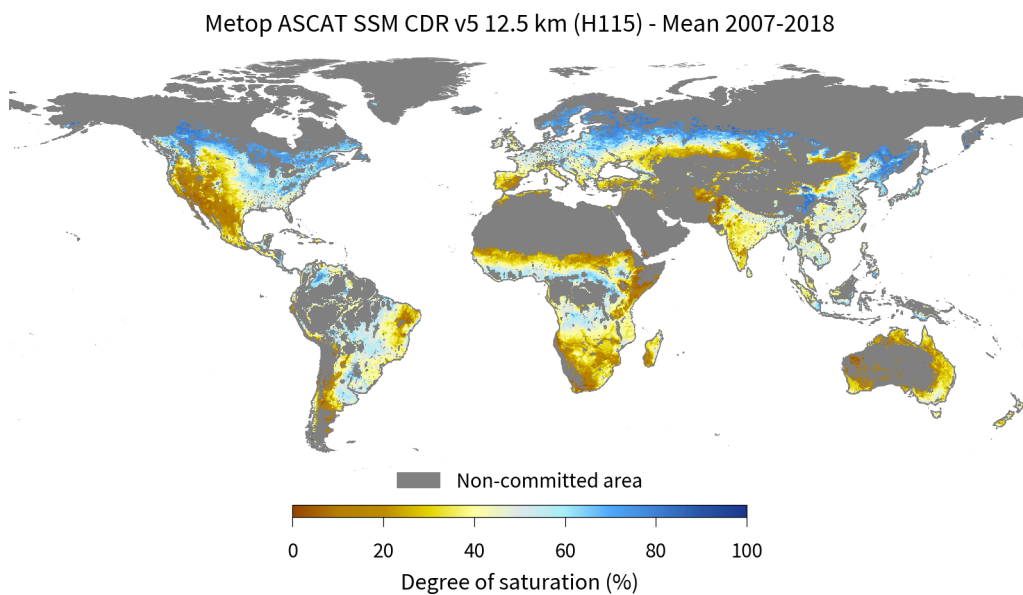 Metop ASCAT SSM CDR v5 12.5 km (H115) - Mean 2007-2018
Non-committed area
0 20 40 60 80 100
Degree of saturation (%)